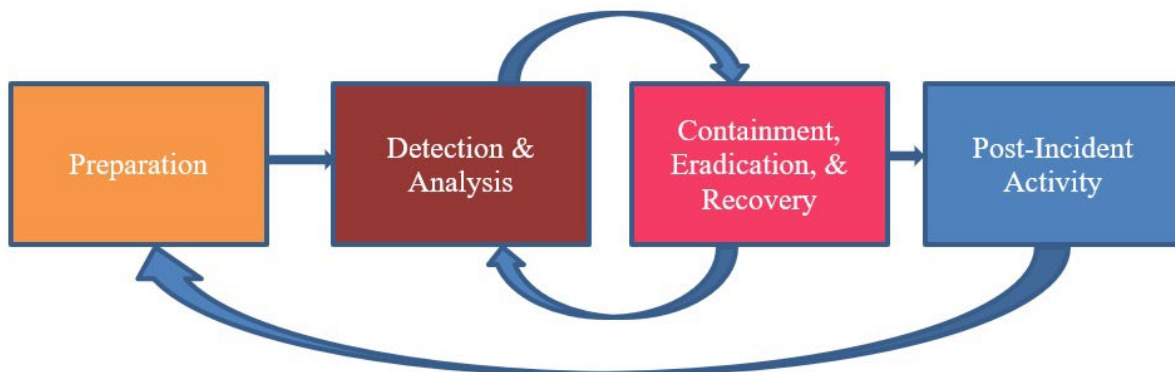 Preparation
Detection &
Analysis
Containment,
Eradication, &
Recovery
Post-Incident
Activity